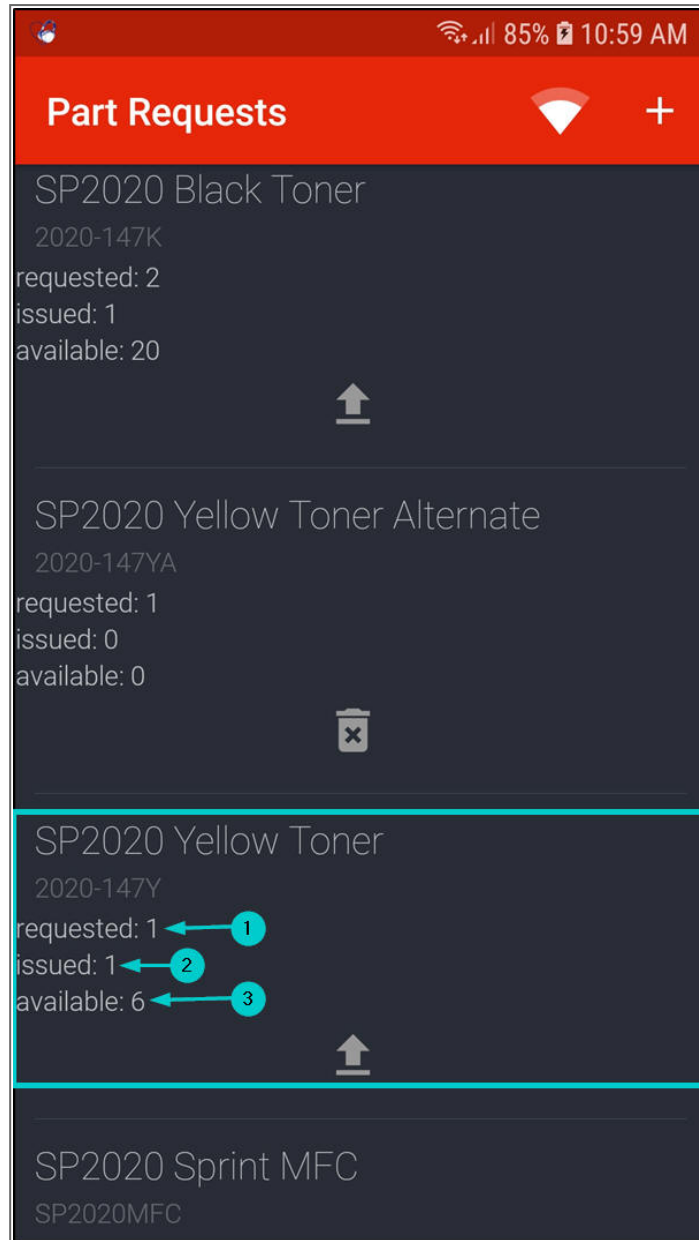 85% 10:59 AM
Part Requests
SP2020 Black Toner
2020-147K
requested: 2
issued: 1
available: 20
SP2020 Yellow Toner Alternate
2020-147YA
requested: 1
issued: 0
available: 0
SP2020 Yellow Toner
2020-147Y
requested: 1 1
issued: 1 2
available: 6 3
SP2020 Sprint MFC
SP2020MFC